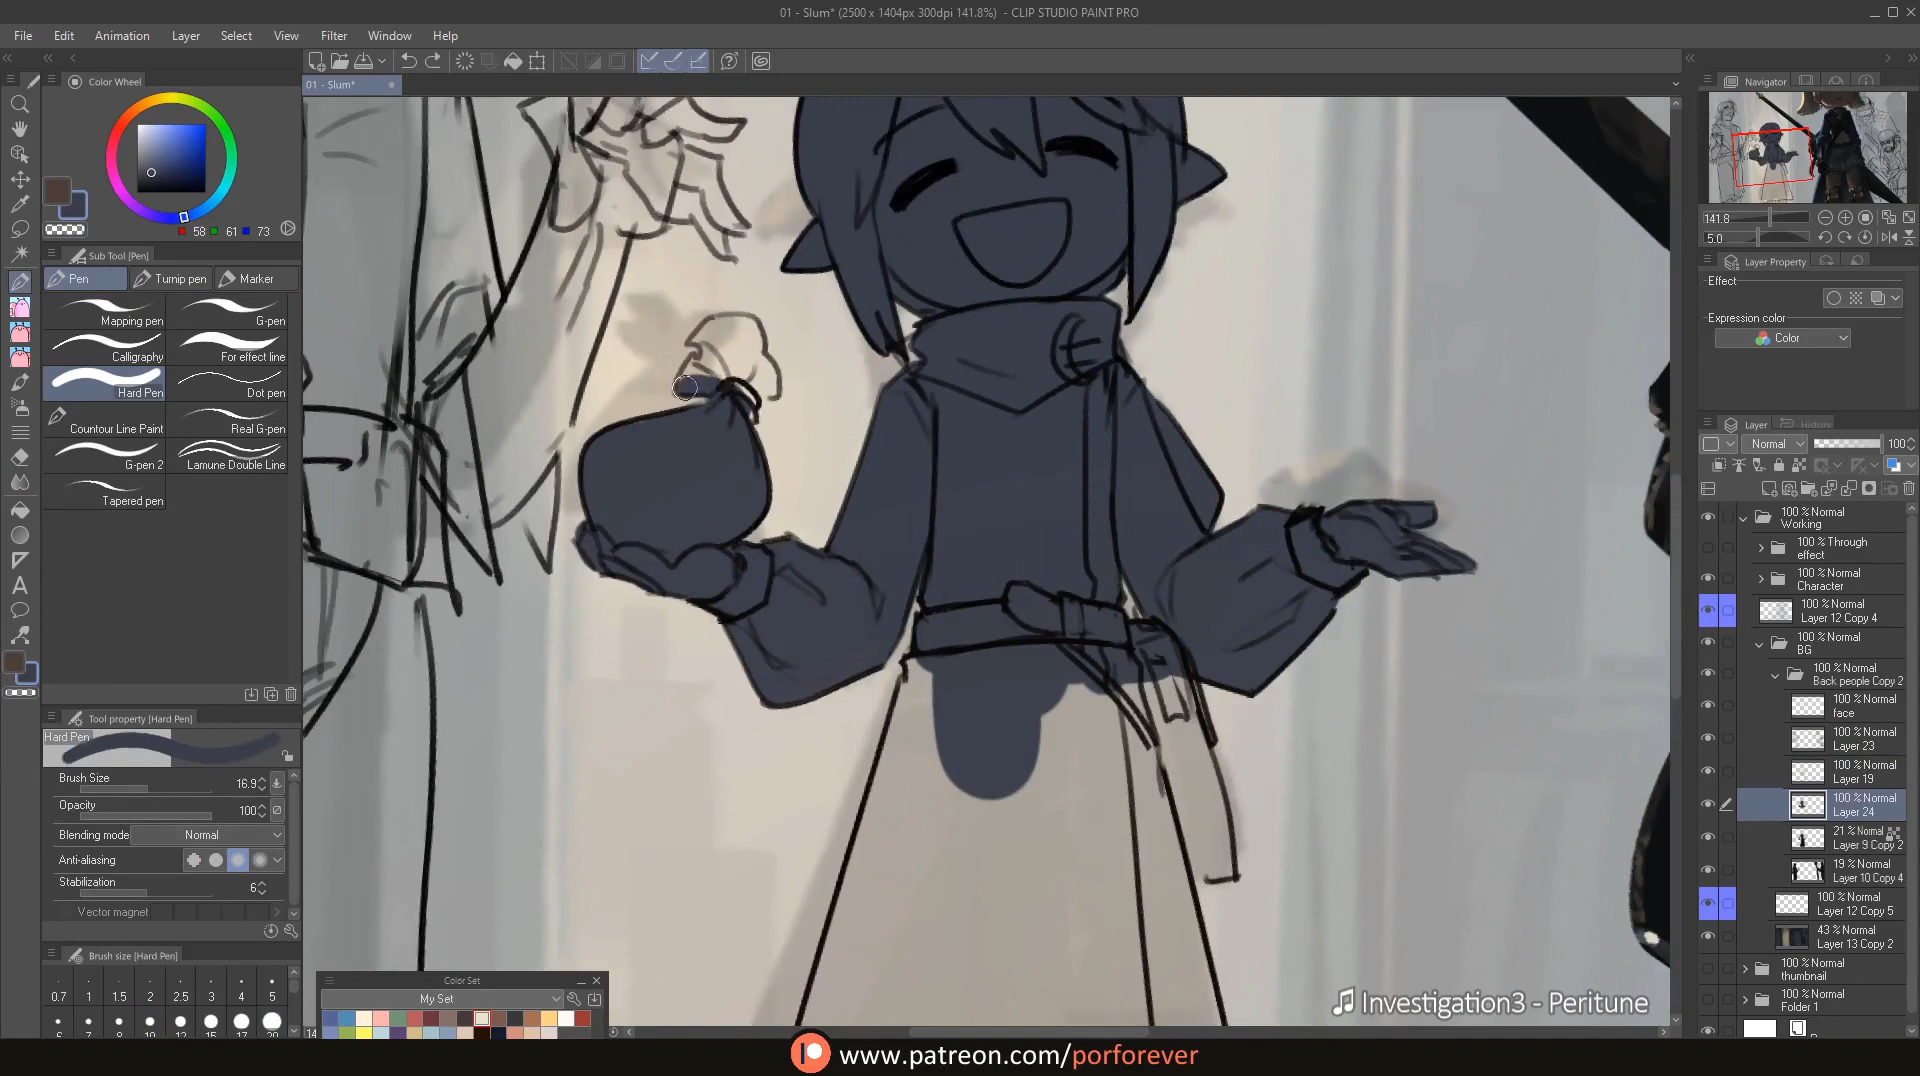 01 - Slum* (2500 x 1404px 300dpi 141.8%) - CLIP STUDIO PAINT PRO
File Edit Animation Layer Select View Filter Window Help
Color Wheel
01 - Slum*
Navigator
58 61 73
141.8
5.0
Sub Tool [Pen]
Pen Turnip pen Marker
Mapping pen G-pen
Calligraphy For effect line
Hard Pen Dot pen
Countour Line Paint Real G-pen
G-pen 2 Lamune Double Line
Tapered pen
Layer Property
Effect
Expression color
Color
Tool property [Hard Pen]
Hard Pen
Brush Size 16.9
Opacity 100
Blending mode Normal
Anti-aliasing
Stabilization 6
Vector magnet
Brush size [Hard Pen]
0.7 1 1.5 2 2.5 3 4 5
6 7 8 10 12 15 17 20
Color Set
My Set
Layer History
Normal 100
100 % Normal
Working
100 % Through
effect
100 % Normal
Character
100 % Normal
Layer 12 Copy 4
100 % Normal
BG
100 % Normal
Back people Copy 2
100 % Normal
face
100 % Normal
Layer 23
100 % Normal
Layer 19
100 % Normal
Layer 24
21 % Normal
Layer 9 Copy 2
19 % Normal
Layer 10 Copy 4
100 % Normal
Layer 12 Copy 5
43 % Normal
Layer 13 Copy 2
100 % Normal
thumbnail
100 % Normal
Folder 1
Investigation3 - Peritune
www.patreon.com/porforever